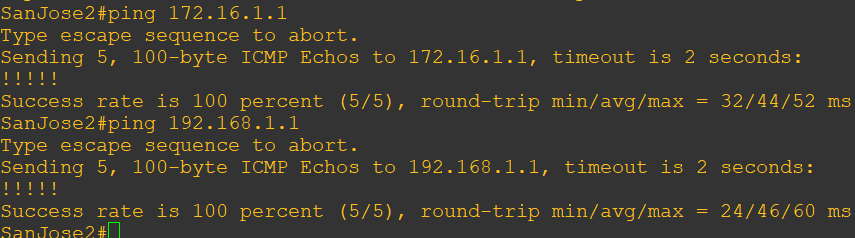 SanJose2#ping 172.16.1.1
Type escape sequence to abort.
Sending 5, 100-byte ICMP Echos to 172.16.1.1, timeout is 2 seconds:
!!!!!
Success rate is 100 percent (5/5), round-trip min/avg/max = 32/44/52 ms
SanJose2#ping 192.168.1.1
Type escape sequence to abort.
Sending 5, 100-byte ICMP Echos to 192.168.1.1, timeout is 2 seconds:
!!!!!
Success rate is 100 percent (5/5), round-trip min/avg/max = 24/46/60 ms
SanJose2#